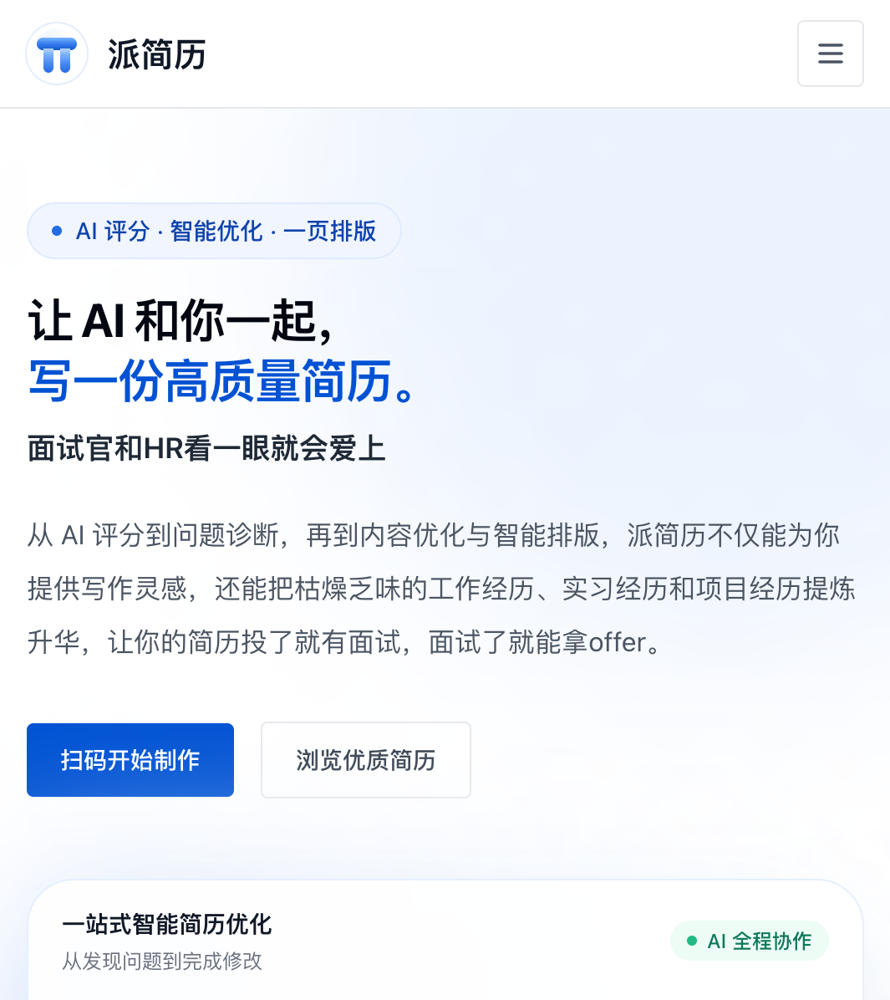 派简历
AI 评分 · 智能优化 · 一页排版
让 AI 和你一起，
写一份高质量简历。
面试官和HR看一眼就会爱上
从 AI 评分到问题诊断，再到内容优化与智能排版，派简历不仅能为你
提供写作灵感，还能把枯燥乏味的工作经历、实习经历和项目经历提炼
升华，让你的简历投了就有面试，面试了就能拿offer。
扫码开始制作
浏览优质简历
一站式智能简历优化
从发现问题到完成修改
AI 全程协作